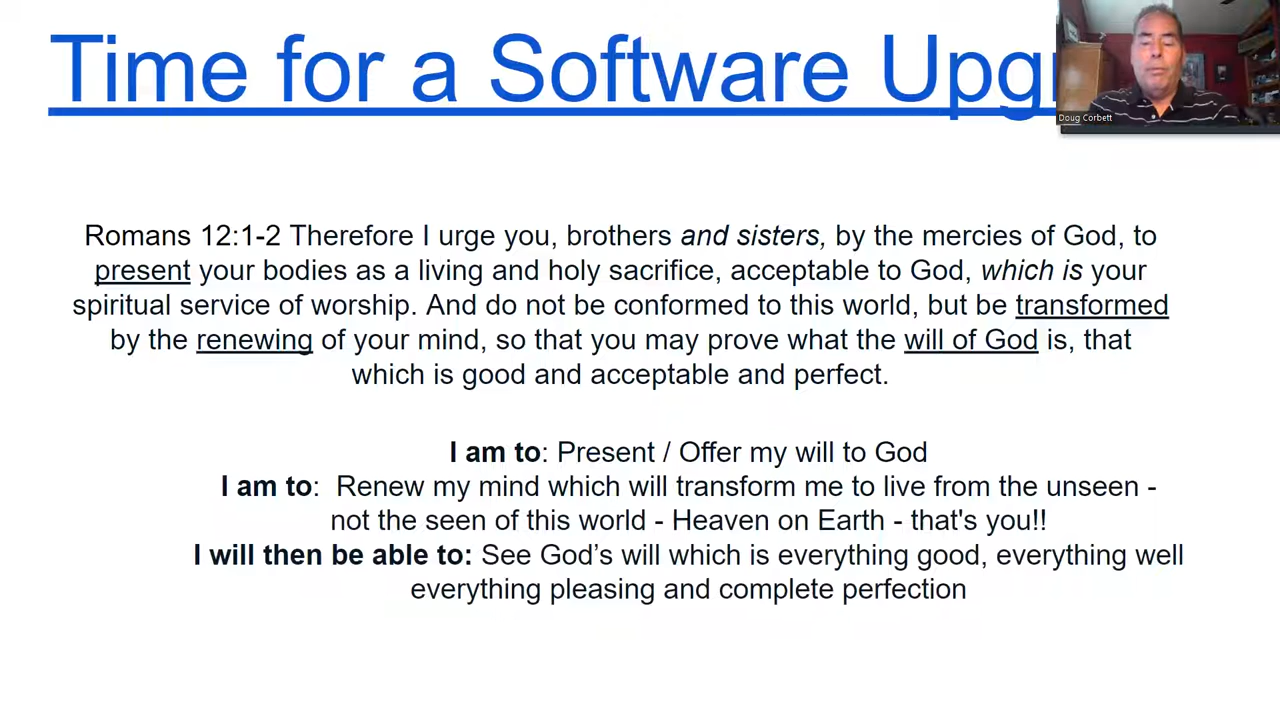 Time for a Software Upg
Doug Corbett
Romans 12:1-2 Therefore I urge you, brothers and sisters, by the mercies of God, to
present your bodies as a living and holy sacrifice, acceptable to God, which is your
spiritual service of worship. And do not be conformed to this world, but be transformed
by the renewing of your mind, so that you may prove what the will of God is, that
which is good and acceptable and perfect.
I am to: Present / Offer my will to God
I am to:  Renew my mind which will transform me to live from the unseen -
not the seen of this world - Heaven on Earth - that's you!!
I will then be able to: See God’s will which is everything good, everything well
everything pleasing and complete perfection